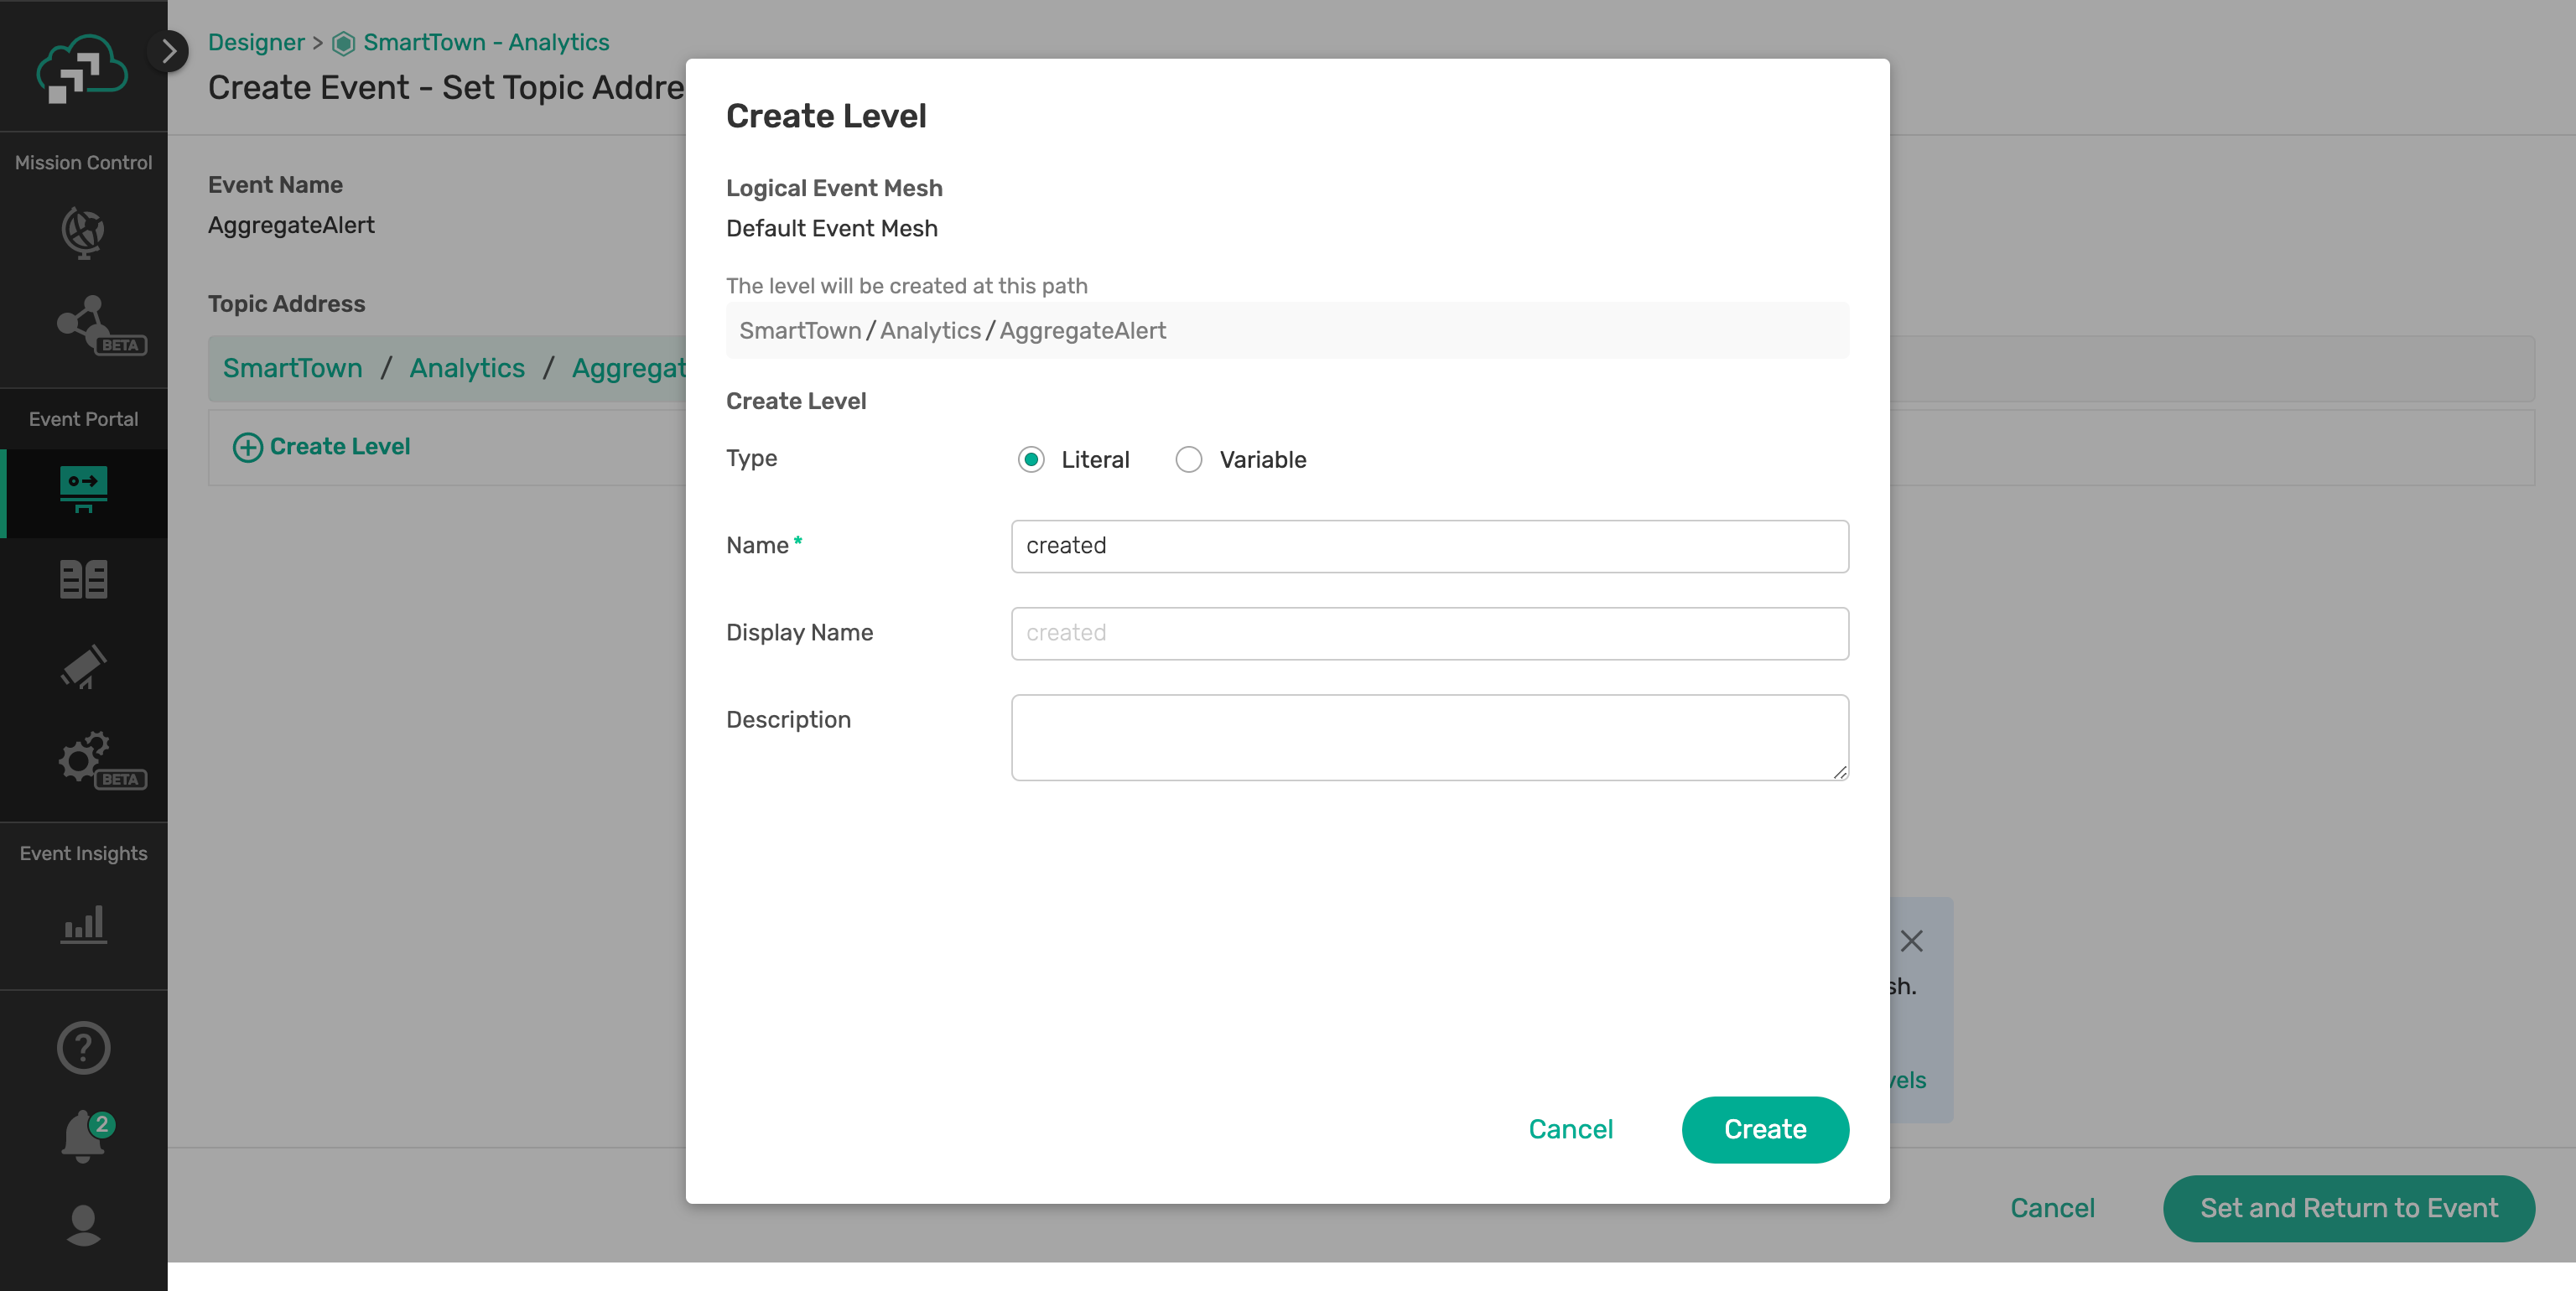 Designer > SmartTown - Analytics
Create Event - Set Topic Addre
Mission Control
BETA
Event Portal
BETA
Event Insights
2
Event Name
AggregateAlert
Topic Address
SmartTown / Analytics / Aggregat
Create Level
Create Level
Logical Event Mesh
Default Event Mesh
The level will be created at this path
SmartTown / Analytics / AggregateAlert
Create Level
Type Literal Variable
Name * created
Display Name created
Description
Cancel Create
sh.
vels
Cancel Set and Return to Event